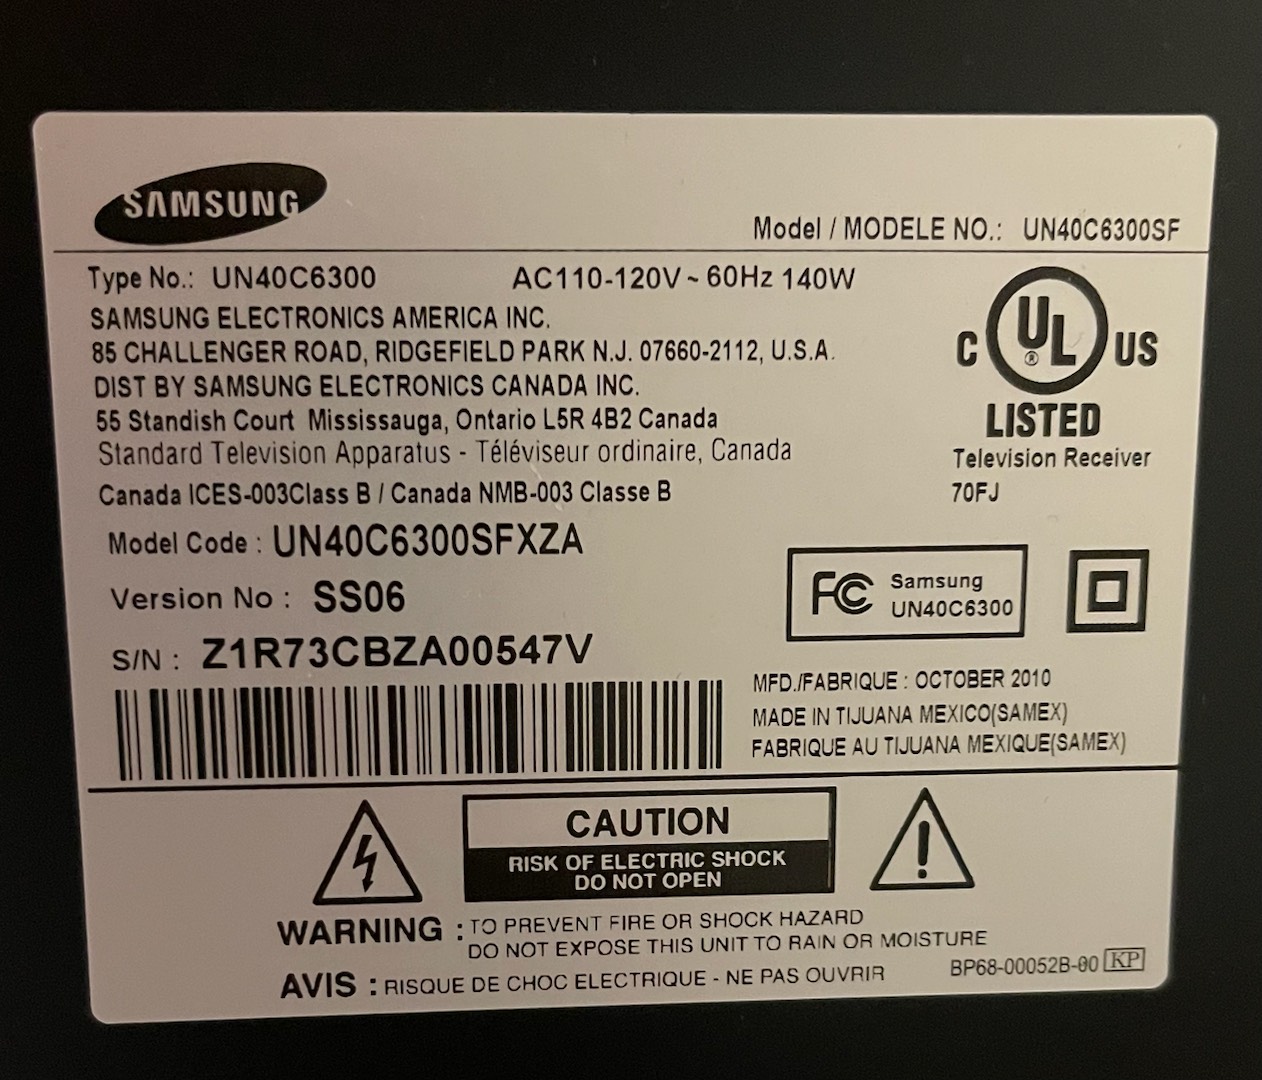 SAMSUNG
Model / MODELE NO.: UN40C6300SF
Type No.: UN40C6300 AC110-120V ~ 60Hz 140W
SAMSUNG ELECTRONICS AMERICA INC.
85 CHALLENGER ROAD, RIDGEFIELD PARK N.J. 07660-2112, U.S.A.
DIST BY SAMSUNG ELECTRONICS CANADA INC.
55 Standish Court Mississauga, Ontario L5R 4B2 Canada
Standard Television Apparatus - Téléviseur ordinaire, Canada
Canada ICES-003Class B / Canada NMB-003 Classe B
C UL ® US
LISTED
Television Receiver
70FJ
Model Code : UN40C6300SFXZA
Version No : SS06
S/N : Z1R73CBZA00547V
FC Samsung
UN40C6300
MFD./FABRIQUE : OCTOBER 2010
MADE IN TIJUANA MEXICO(SAMEX)
FABRIQUE AU TIJUANA MEXIQUE(SAMEX)
CAUTION
RISK OF ELECTRIC SHOCK
DO NOT OPEN
WARNING : TO PREVENT FIRE OR SHOCK HAZARD
DO NOT EXPOSE THIS UNIT TO RAIN OR MOISTURE
AVIS : RISQUE DE CHOC ELECTRIQUE - NE PAS OUVRIR
BP68-00052B-00 KP